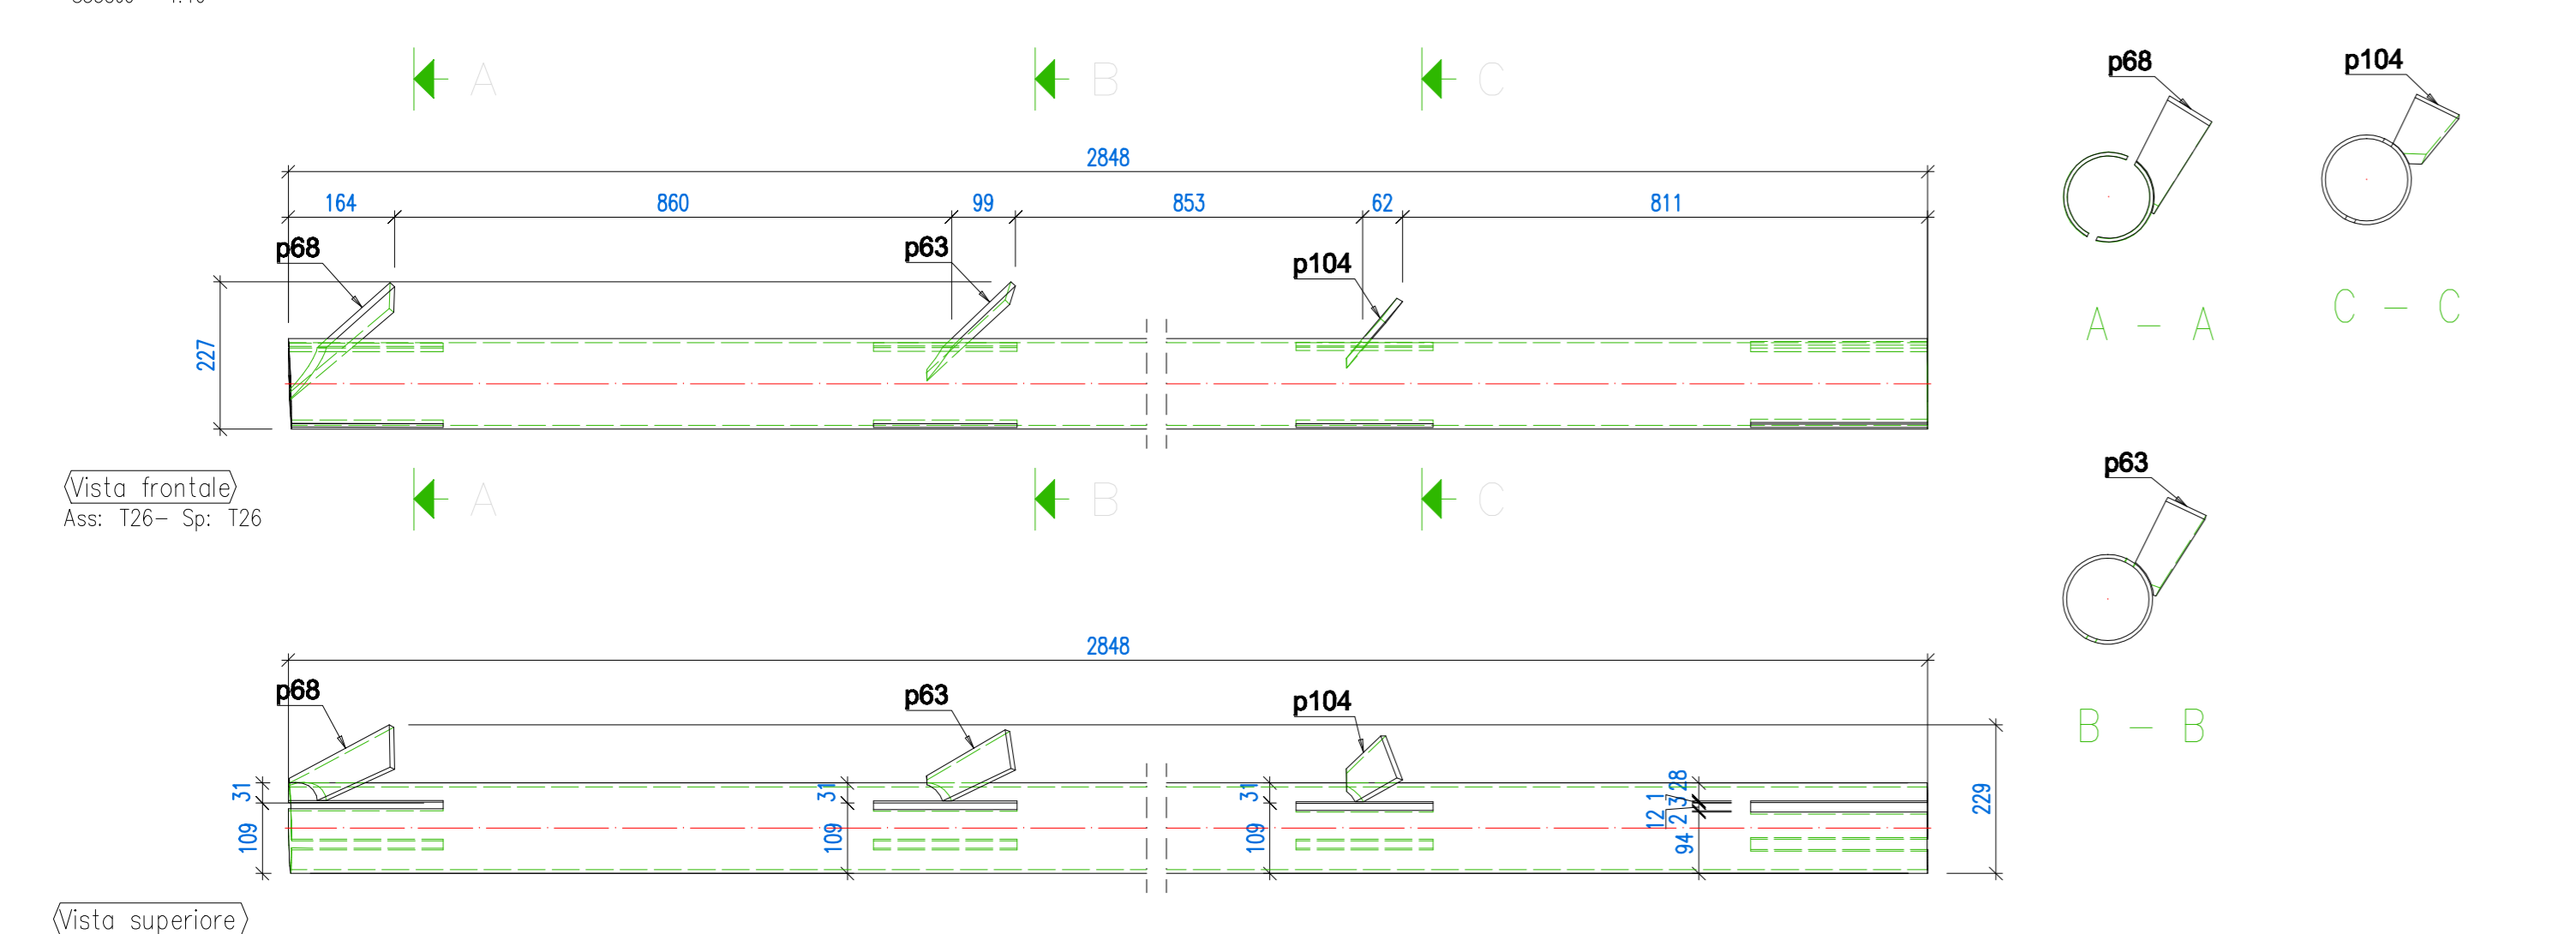 A
B
C
p68
p104
2848
164
860
99
853
62
811
p68
p63
p104
227
A - A
C - C
Vista frontale
Ass: T26- Sp: T26
A
B
C
p63
2848
p68
p63
p104
31
109
31
109
31
109
28
3
1
2
12
94
229
B - B
Vista superiore